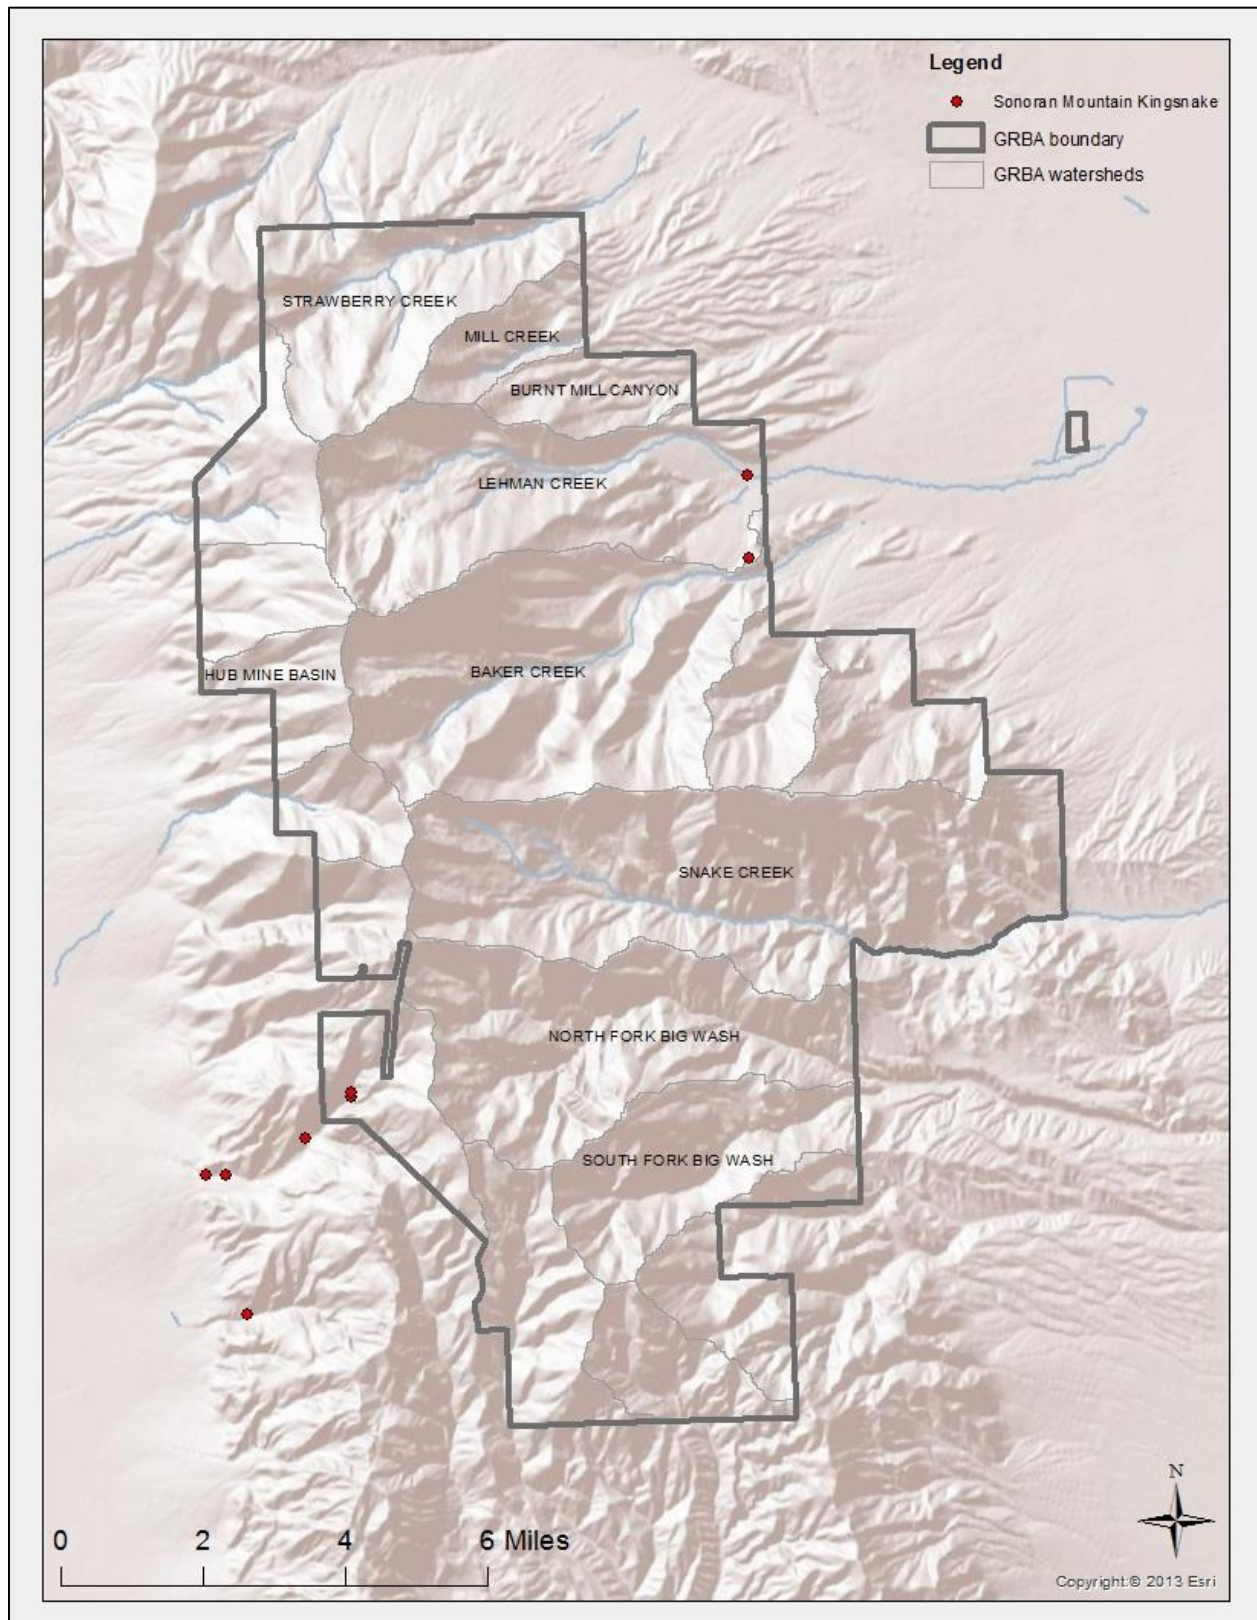 Legend
Sonoran Mountain Kingsnake
GRBA boundary
GRBA watersheds
STRAWBERRY CREEK
MILL CREEK
BURNT MILL CANYON
LEHMAN CREEK
HUB MINE BASIN
BAKER CREEK
SNAKE CREEK
NORTH FORK BIG WASH
SOUTH FORK BIG WASH
N
0 2 4 6 Miles
Copyright:© 2013 Esri